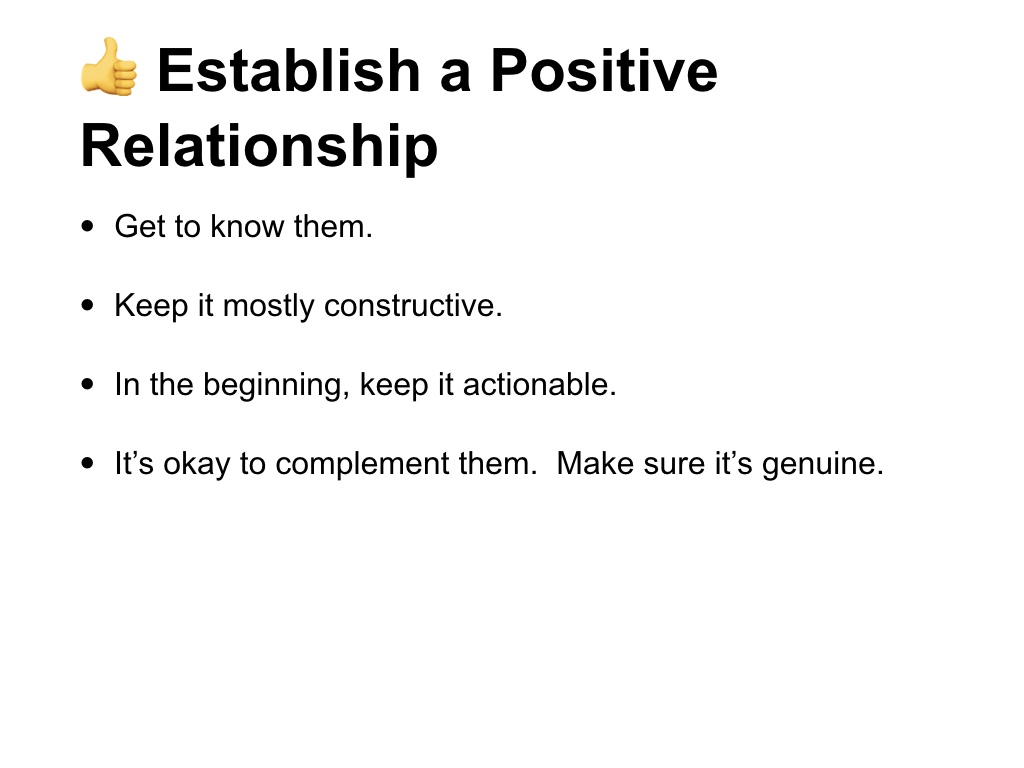 👍 Establish a Positive
Relationship
• Get to know them.
• Keep it mostly constructive.
• In the beginning, keep it actionable.
• It’s okay to complement them.  Make sure it’s genuine.